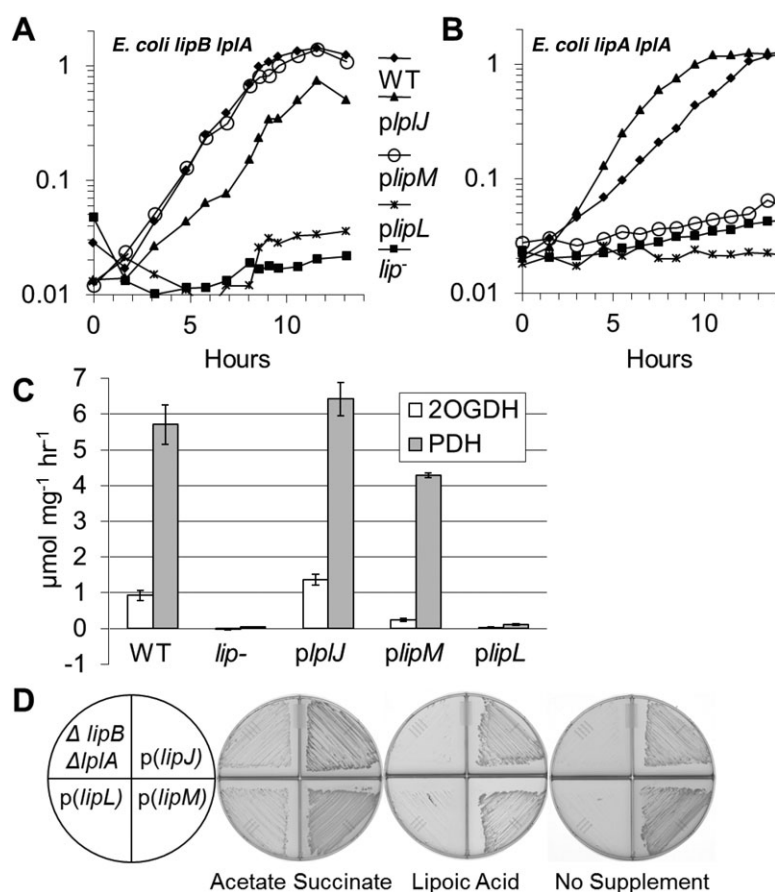 A
E. coli lipB lplA
1
0.1
0.01
0
5
10
Hours
WT
plplJ
plipM
plipL
lip-
B
E. coli lipA lplA
1
0.1
0.01
0
5
10
Hours
C
μmol mg-1 hr-1
7
6
5
4
3
2
1
0
-1
2OGDH
PDH
WT
lip-
plplJ
plipM
plipL
D
Δ lipB
ΔlplA
p(lipJ)
p(lipL)
p(lipM)
Acetate Succinate
Lipoic Acid
No Supplement